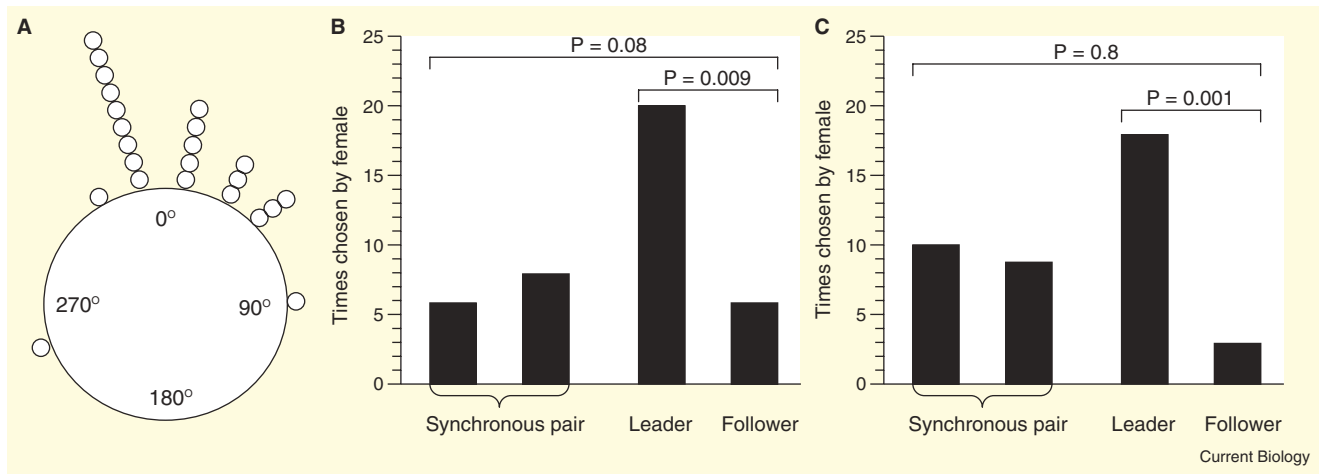 A
0°
90°
180°
270°
B
25
20
15
10
5
0
Times chosen by female
P = 0.08
P = 0.009
Synchronous pair Leader Follower
C
25
20
15
10
5
0
Times chosen by female
P = 0.8
P = 0.001
Synchronous pair Leader Follower
Current Biology